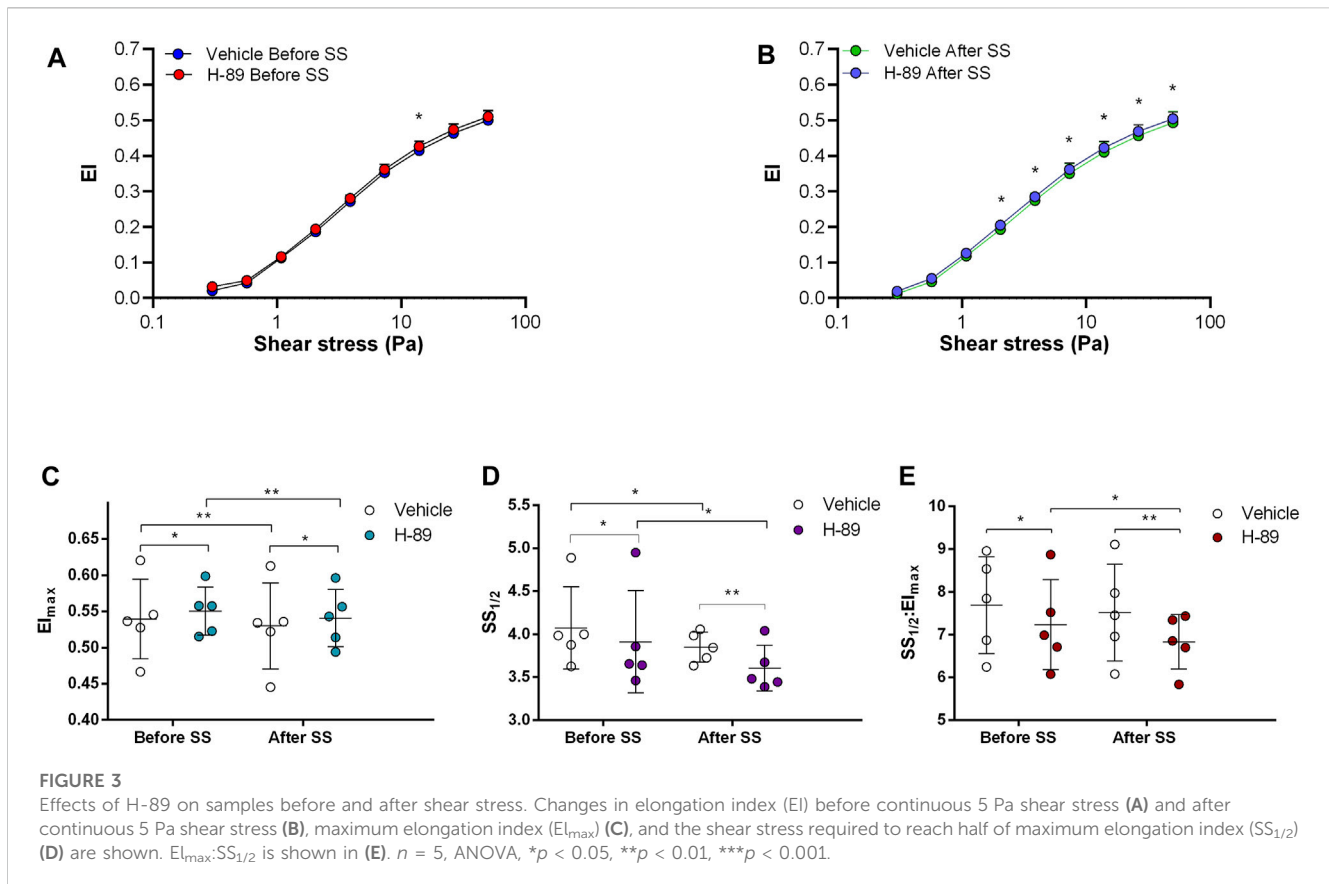 A
Vehicle Before SS
H-89 Before SS
0.7
0.6
0.5
0.4
0.3
0.2
0.1
0.0
EI
*
0.1 1 10 100
Shear stress (Pa)
B
Vehicle After SS
H-89 After SS
0.7
0.6
0.5
0.4
0.3
0.2
0.1
0.0
EI
* * * * * *
0.1 1 10 100
Shear stress (Pa)
C
Vehicle
H-89
**
**
* *
0.65
0.60
0.55
0.50
0.45
0.40
EImax
Before SS After SS
D
Vehicle
H-89
*
* *
**
5.5
5.0
4.5
4.0
3.5
3.0
SS1/2
Before SS After SS
E
Vehicle
H-89
*
* **
10
9
8
7
6
5
SS1/2:EImax
Before SS After SS
FIGURE 3
Effects of H-89 on samples before and after shear stress. Changes in elongation index (EI) before continuous 5 Pa shear stress (A) and after
continuous 5 Pa shear stress (B), maximum elongation index (EImax) (C), and the shear stress required to reach half of maximum elongation index (SS1/2)
(D) are shown. EImax:SS1/2 is shown in (E). n = 5, ANOVA, *p < 0.05, **p < 0.01, ***p < 0.001.